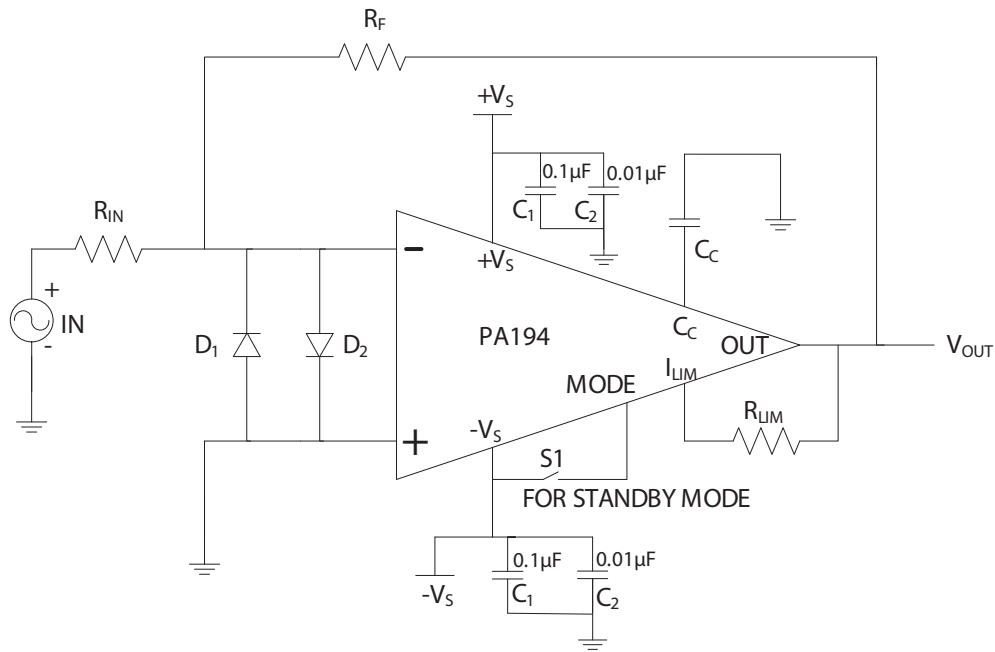 R_F
+V_S
0.1µF 0.01µF
C_1 C_2
R_IN
-
+V_S
C_C
+
IN
-
D_1 D_2
PA194
C_C
OUT
V_OUT
I_LIM
MODE
R_LIM
+
-V_S
S1
FOR STANDBY MODE
0.1µF 0.01µF
-V_S
C_1 C_2